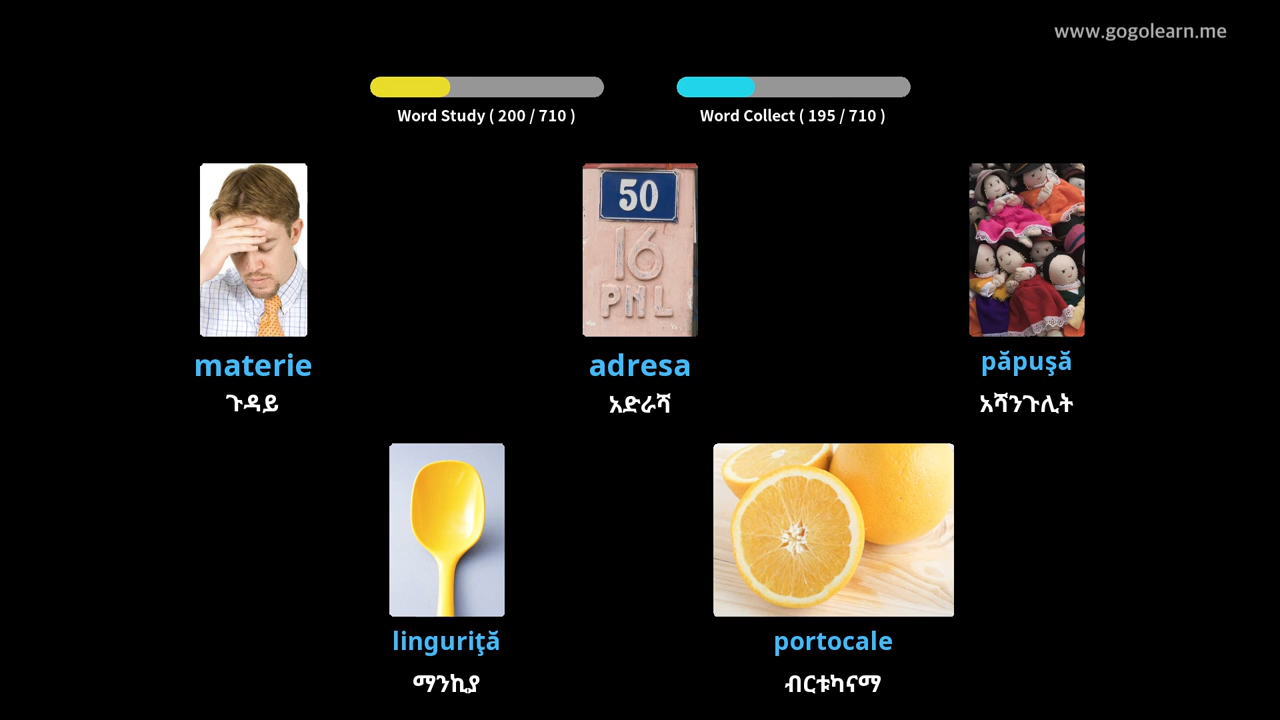 www.gogolearn.me
Word Study ( 200 / 710 )
Word Collect ( 195 / 710 )
50
16
PNL
materie
adresa
păpuşă
ጉዳይ
አድራሻ
አሻንጉሊት
linguriţă
portocale
ማንኪያ
ብርቱካናማ